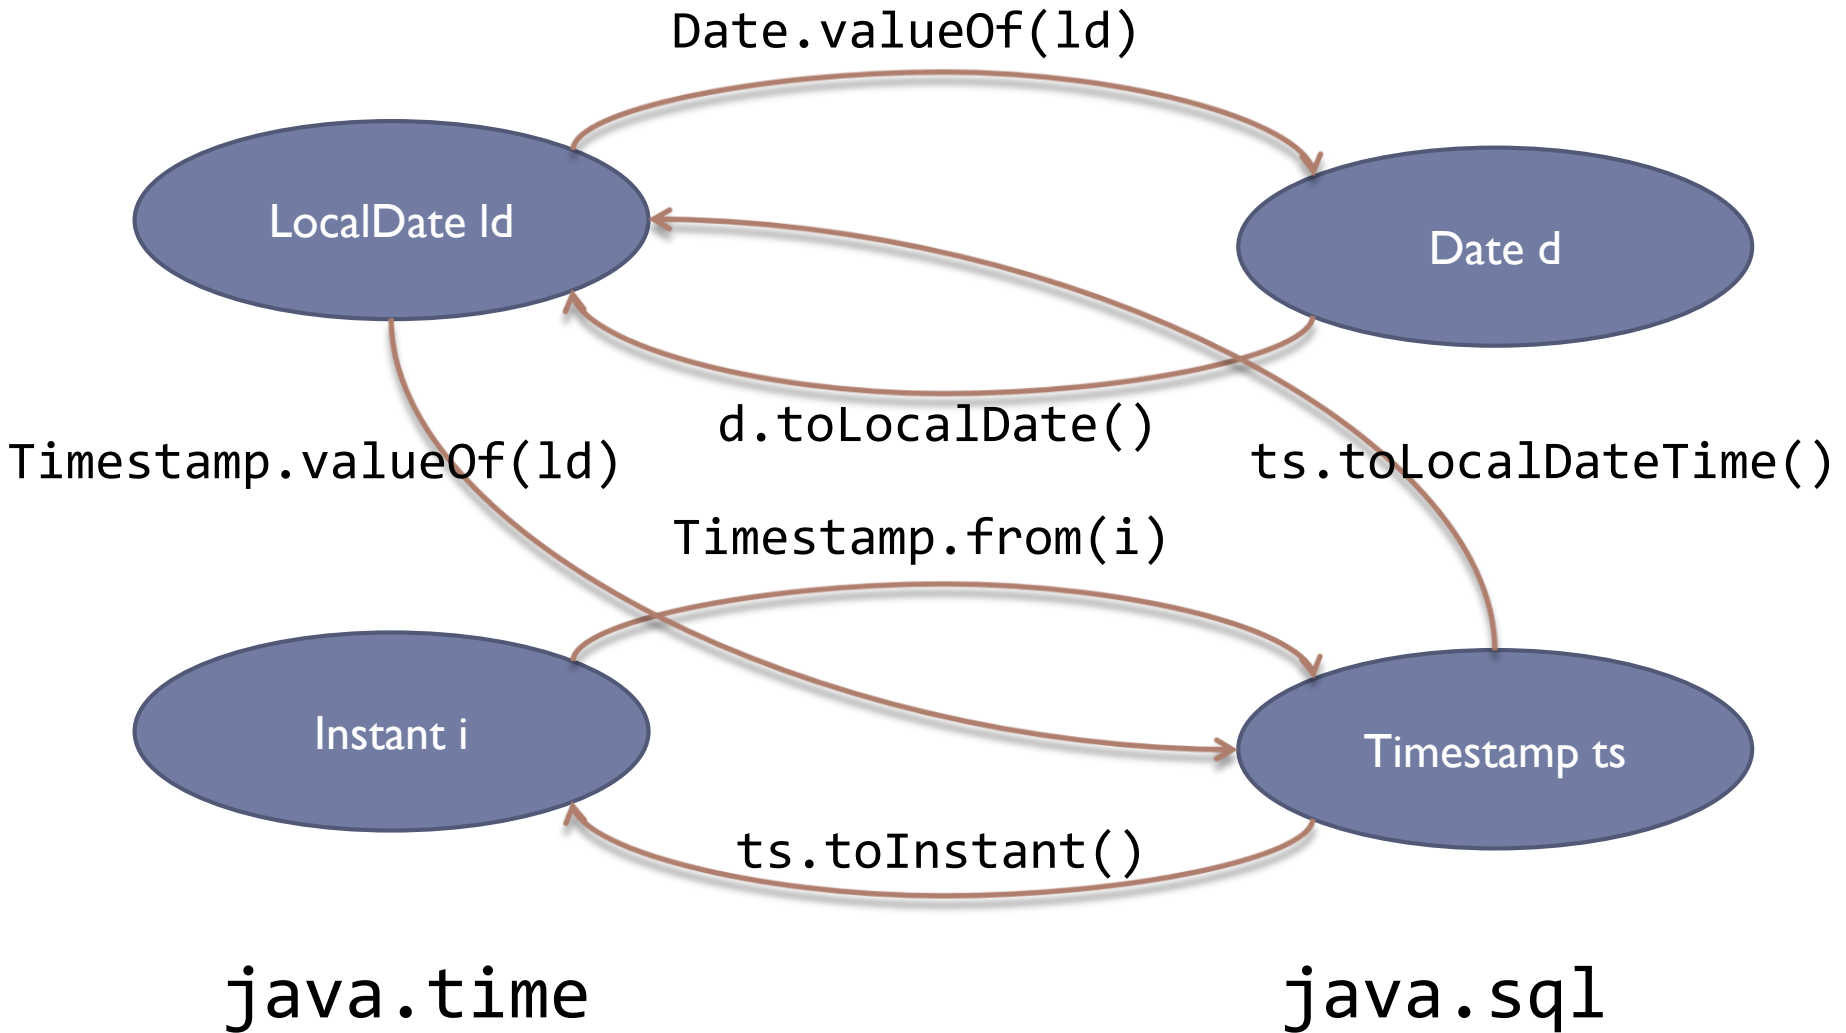 Date.valueOf(ld)
LocalDate ld
Date d
d.toLocalDate()
Timestamp.valueOf(ld)
ts.toLocalDateTime()
Timestamp.from(i)
Instant i
Timestamp ts
ts.toInstant()
java.time
java.sql